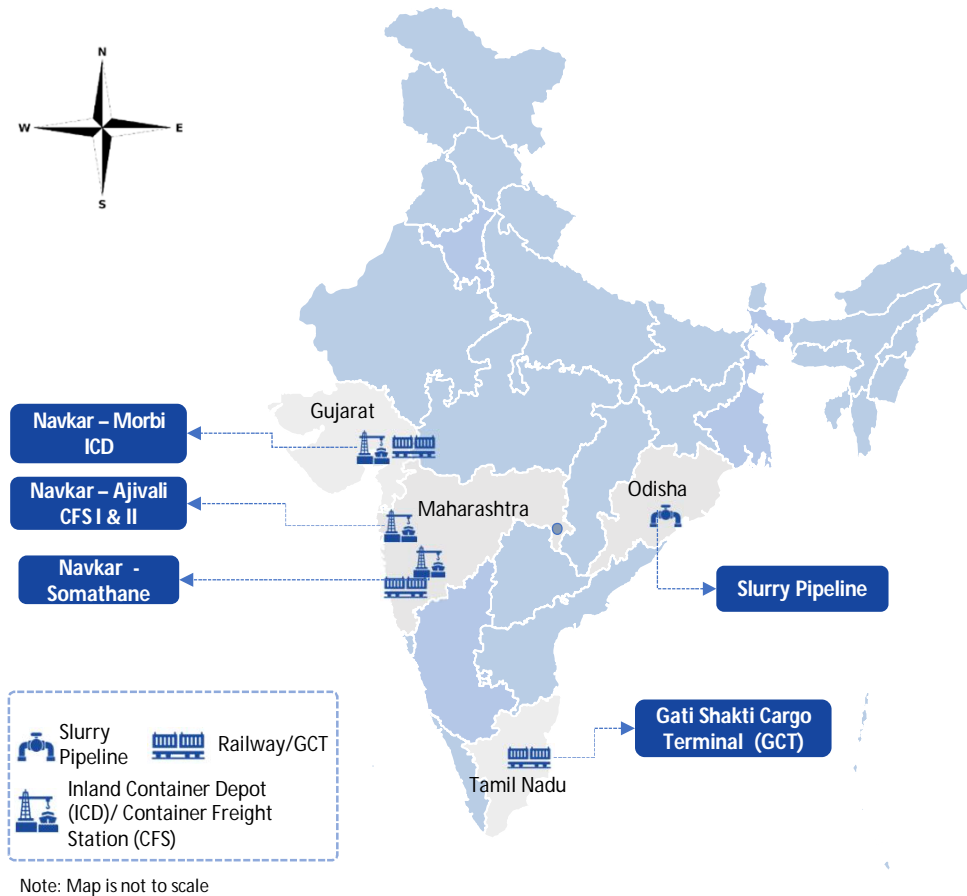 N
W
E
S
Gujarat
Navkar – Morbi
ICD
Navkar – Ajivali
CFS I & II
Maharashtra
Odisha
Navkar -
Somathane
Slurry Pipeline
Gati Shakti Cargo
Terminal (GCT)
Tamil Nadu
Slurry
Pipeline
Railway/GCT
Inland Container Depot
(ICD)/ Container Freight
Station (CFS)
Note: Map is not to scale